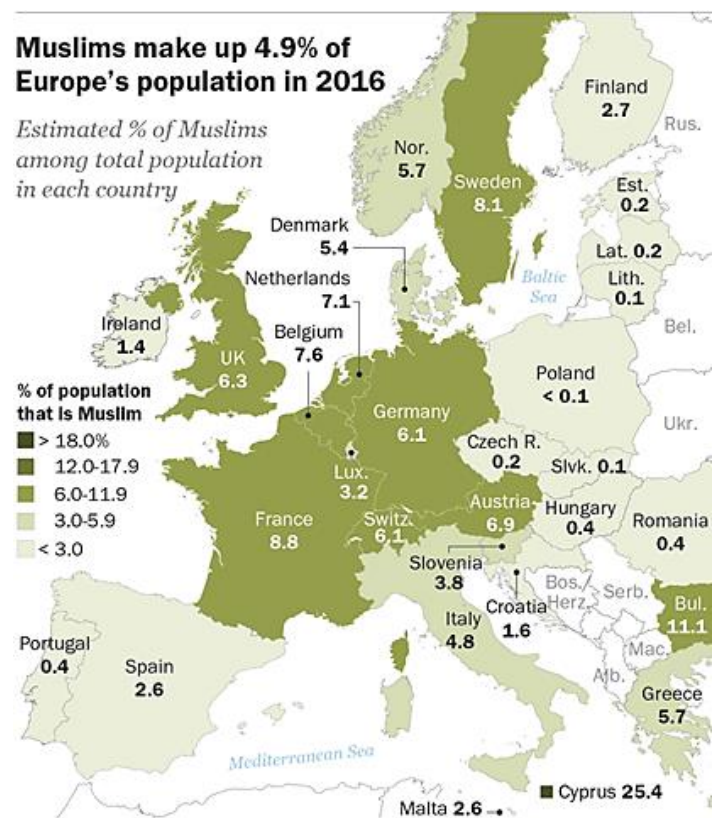 Muslims make up 4.9% of
Europe's population in 2016
Estimated % of Muslims
among total population
in each country
Finland
2.7
Rus.
Nor.
5.7
Sweden
8.1
Est.
0.2
Denmark
5.4
Lat. 0.2
Netherlands
7.1
Baltic
Sea
Lith.
0.1
Ireland
1.4
Belgium
7.6
Bel.
UK
6.3
Poland
< 0.1
% of population
that is Muslim
> 18.0%
12.0-17.9
6.0-11.9
3.0-5.9
< 3.0
Germany
6.1
Ukr.
Czech R.
0.2
Slvk. 0.1
Lux.
3.2
Austria
6.9
Hungary
0.4
Romania
0.4
France
8.8
Switz.
6.1
Slovenia
3.8
Croatia
1.6
Bos./
Herz.
Serb.
Bul.
11.1
Italy
4.8
Portugal
0.4
Spain
2.6
Mac.
Alb.
Greece
5.7
Mediterranean Sea
Cyprus 25.4
Malta 2.6